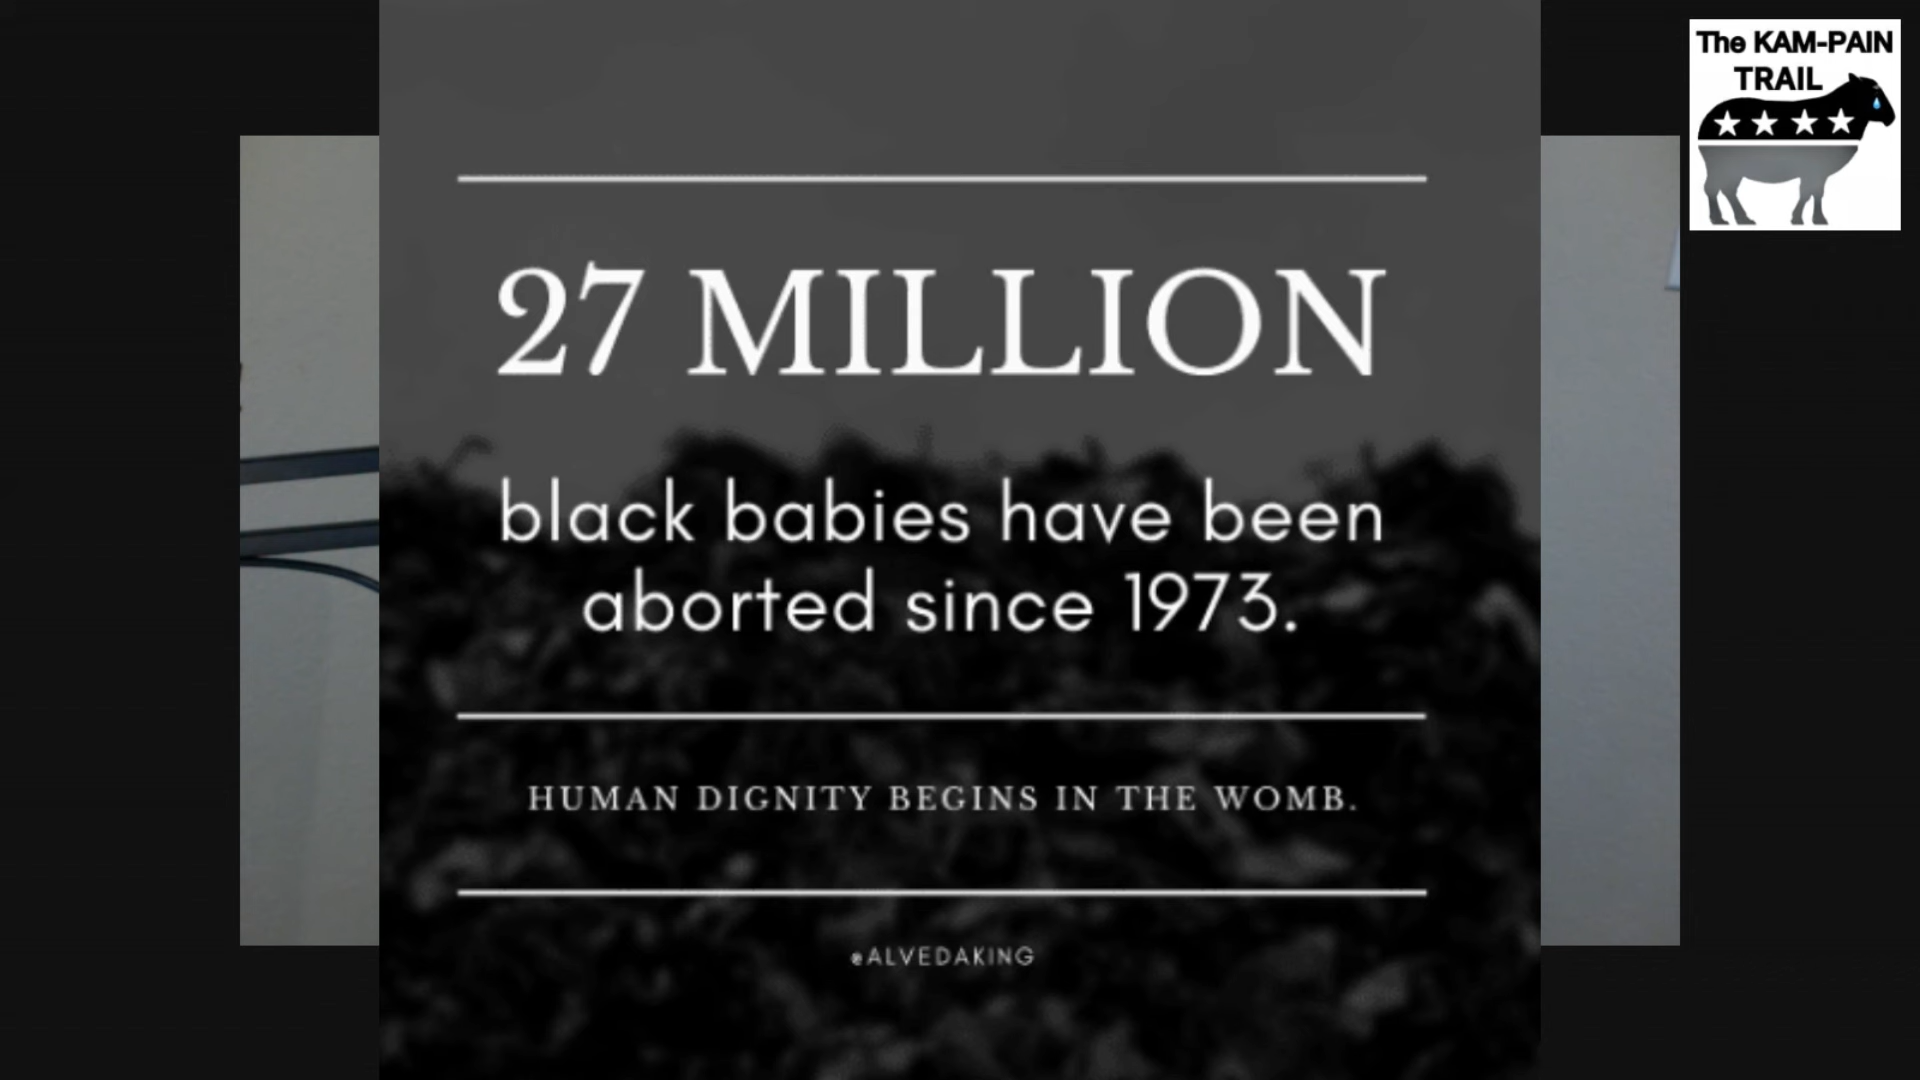 The KAM-PAIN
TRAIL
27 MILLION
black babies have been
aborted since 1973.
HUMAN DIGNITY BEGINS IN THE WOMB.
@ALVEDAKING